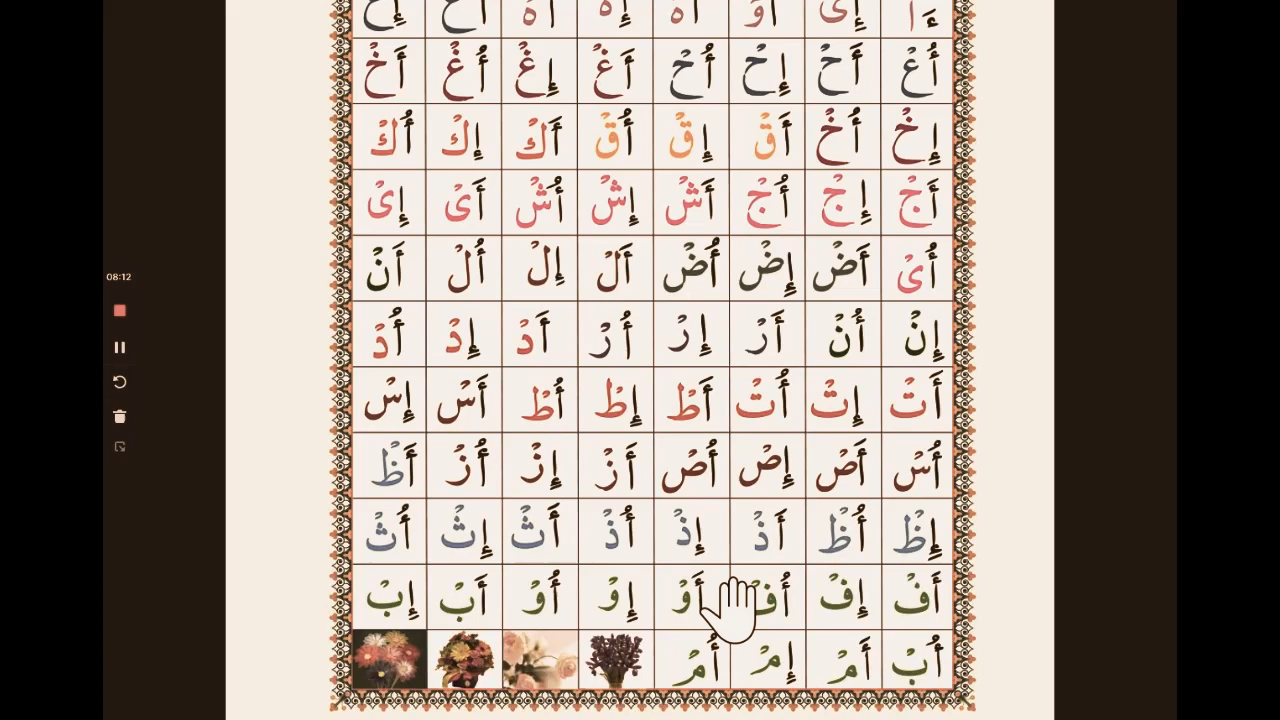 أُعْ أَحْ إِحْ أُحْ أَغْ إِغْ أُغْ أَخْ
إِخْ أُخْ أَقْ إِقْ أُقْ أَكْ إِكْ أُكْ
أَجْ إِجْ أُجْ أَشْ إِشْ أُشْ أَىْ إِىْ
أُىْ أَضْ إِضْ أُضْ أَلْ إِلْ أُلْ أَنْ
إِنْ أُنْ أَرْ إِرْ أُرْ أَدْ إِدْ أُدْ
أَتْ إِتْ أُتْ أَطْ إِطْ أُطْ أَسْ إِسْ
أُسْ أَصْ إِصْ أُصْ أَزْ إِزْ أُزْ أَظْ
إِظْ أُظْ أَذْ إِذْ أُذْ أَثْ إِثْ أُثْ
أَفْ إِفْ أُفْ أَوْ إِوْ أُوْ أَبْ إِبْ
أُبْ أَمْ إِمْ أُمْ
08:12